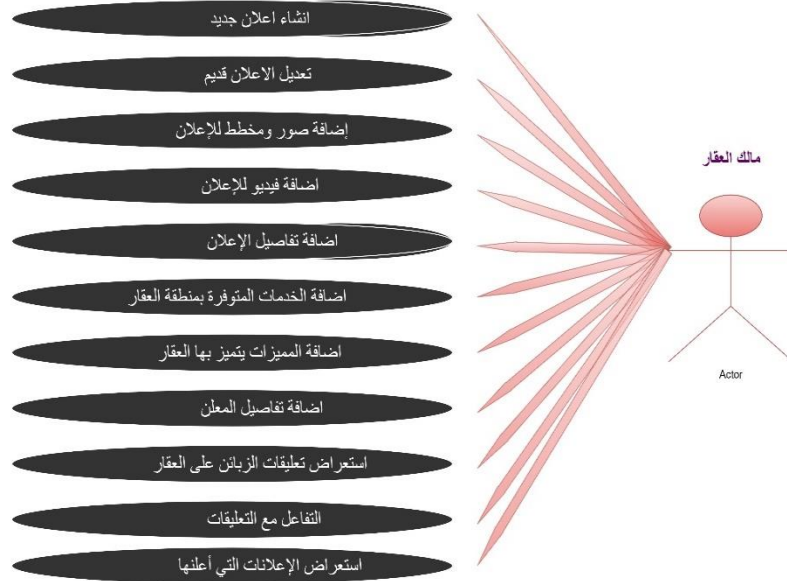 انشاء اعلان جديد
تعديل الاعلان قديم
إضافة صور ومخطط للإعلان
اضافة فيديو للإعلان
اضافة تفاصيل الإعلان
اضافة الخدمات المتوفرة بمنطقة العقار
اضافة المميزات يتميز بها العقار
اضافة تفاصيل المعلن
استعراض تعليقات الزبائن على العقار
التفاعل مع التعليقات
استعراض الإعلانات التي أعلنها
مالك العقار
Actor